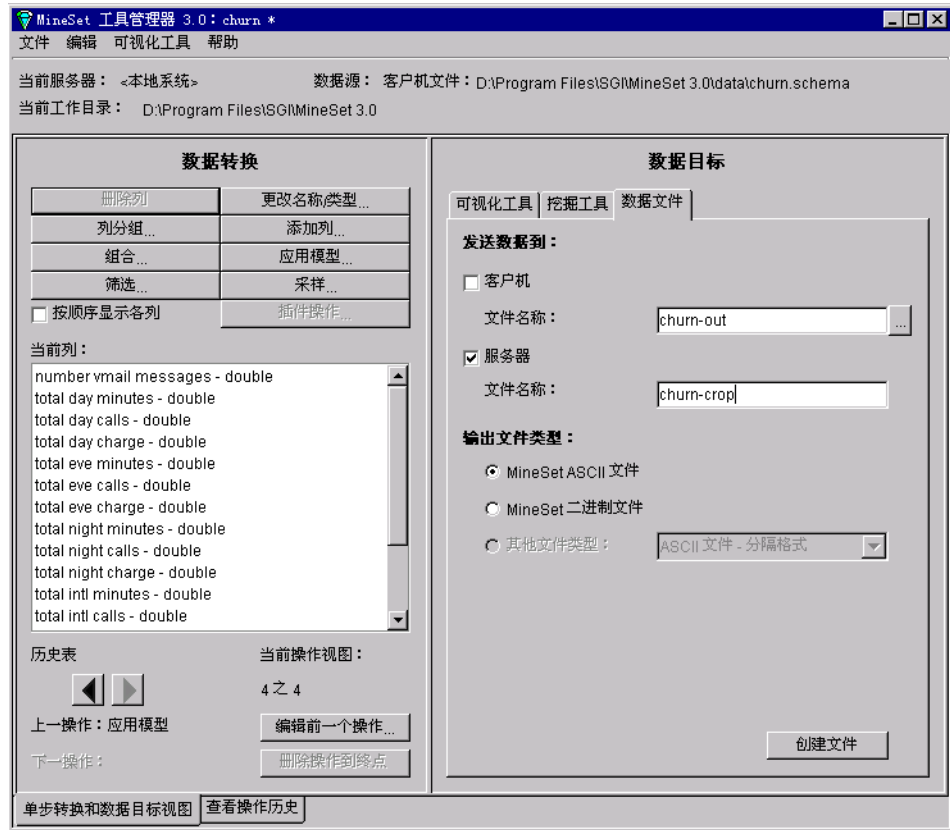 MineSet 工具管理器 3.0: churn *
文件 编辑 可视化工具 帮助
当前服务器: <本地系统> 数据源: 客户机文件: D:\Program Files\SGI\MineSet 3.0\data\churn.schema
当前工作目录: D:\Program Files\SGI\MineSet 3.0
数据转换
删除列 更改名称/类型...
列分组... 添加列...
组合... 应用模型...
筛选... 采样...
按顺序显示各列 插件操作...
当前列:
number vmail messages - double
total day minutes - double
total day calls - double
total day charge - double
total eve minutes - double
total eve calls - double
total eve charge - double
total night minutes - double
total night calls - double
total night charge - double
total intl minutes - double
total intl calls - double
历史表 当前操作视图:
4 之 4
上一操作: 应用模型 编辑前一个操作...
下一操作: 删除操作到终点
数据目标
可视化工具 挖掘工具 数据文件
发送数据到:
客户机
文件名称: churn-out ...
服务器
文件名称: churn-crop
输出文件类型:
MineSet ASCII 文件
MineSet 二进制文件
其他文件类型: ASCII 文件 - 分隔格式
创建文件
单步转换和数据目标视图 查看操作历史